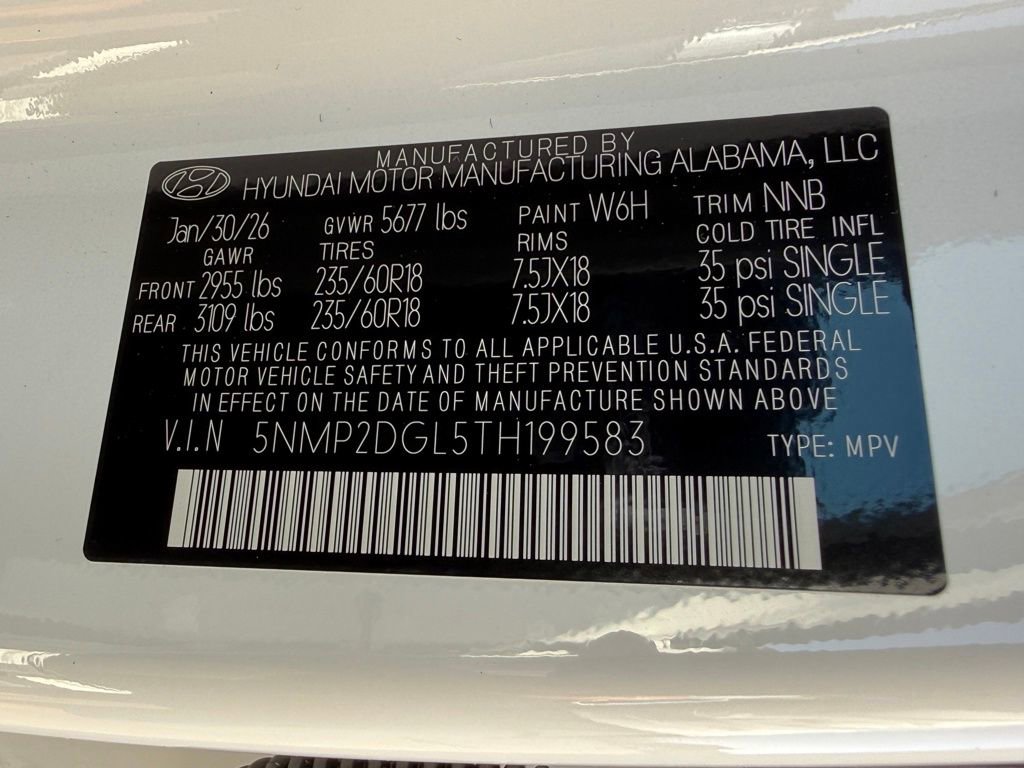 MANUFACTURED BY
HYUNDAI MOTOR MANUFACTURING ALABAMA, LLC
Jan/30/26 GVWR 5677 lbs PAINT W6H TRIM NNB
GAWR TIRES RIMS COLD TIRE INFL
FRONT 2955 lbs 235/60R18 7.5JX18 35 psi SINGLE
REAR 3109 lbs 235/60R18 7.5JX18 35 psi SINGLE
THIS VEHICLE CONFORMS TO ALL APPLICABLE U.S.A. FEDERAL
MOTOR VEHICLE SAFETY AND THEFT PREVENTION STANDARDS
IN EFFECT ON THE DATE OF MANUFACTURE SHOWN ABOVE
V.I.N 5NMP2DGL5TH199583 TYPE: MPV